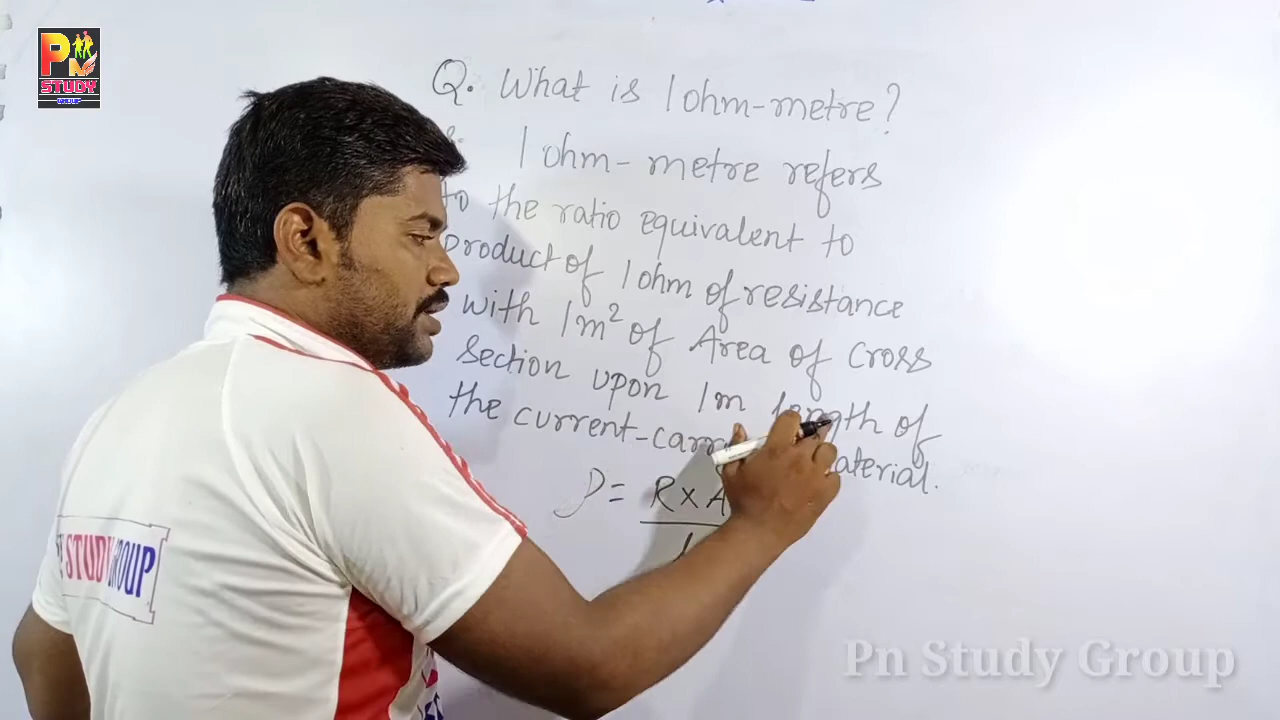 PN
STUDY
Q. What is 1 ohm-metre?
1 ohm-metre refers
to the ratio equivalent to
product of 1 ohm of resistance
with 1m² of Area of Cross
section upon 1m length of
the current-carr aterial.
ρ = R×A
l
STUDY GROUP
Pn Study Group